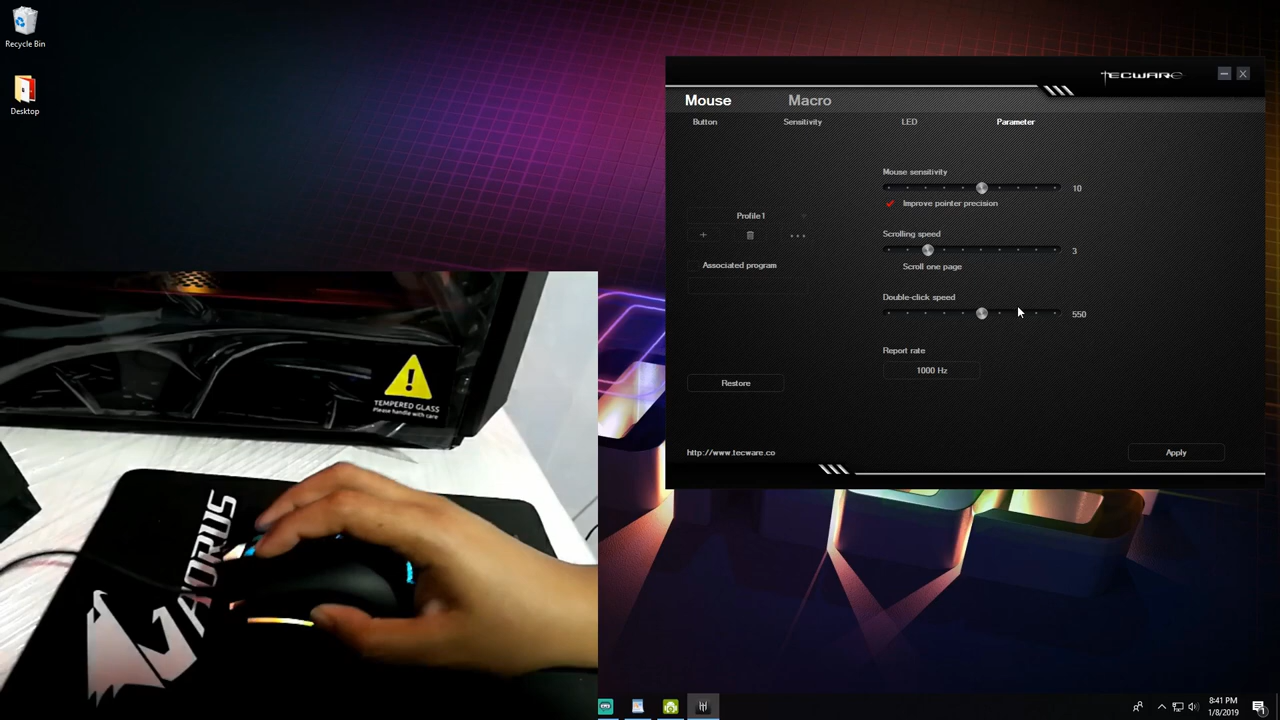 Recycle Bin
Desktop
TECWARE
Mouse
Macro
Button
Sensitivity
LED
Parameter
Mouse sensitivity
10
Improve pointer precision
Profile1
+
...
Scrolling speed
3
Associated program
Scroll one page
Double-click speed
550
Report rate
1000 Hz
Restore
http://www.tecware.co
Apply
TEMPERED GLASS
Please handle with care
AORUS
8:41 PM
1/8/2019
1